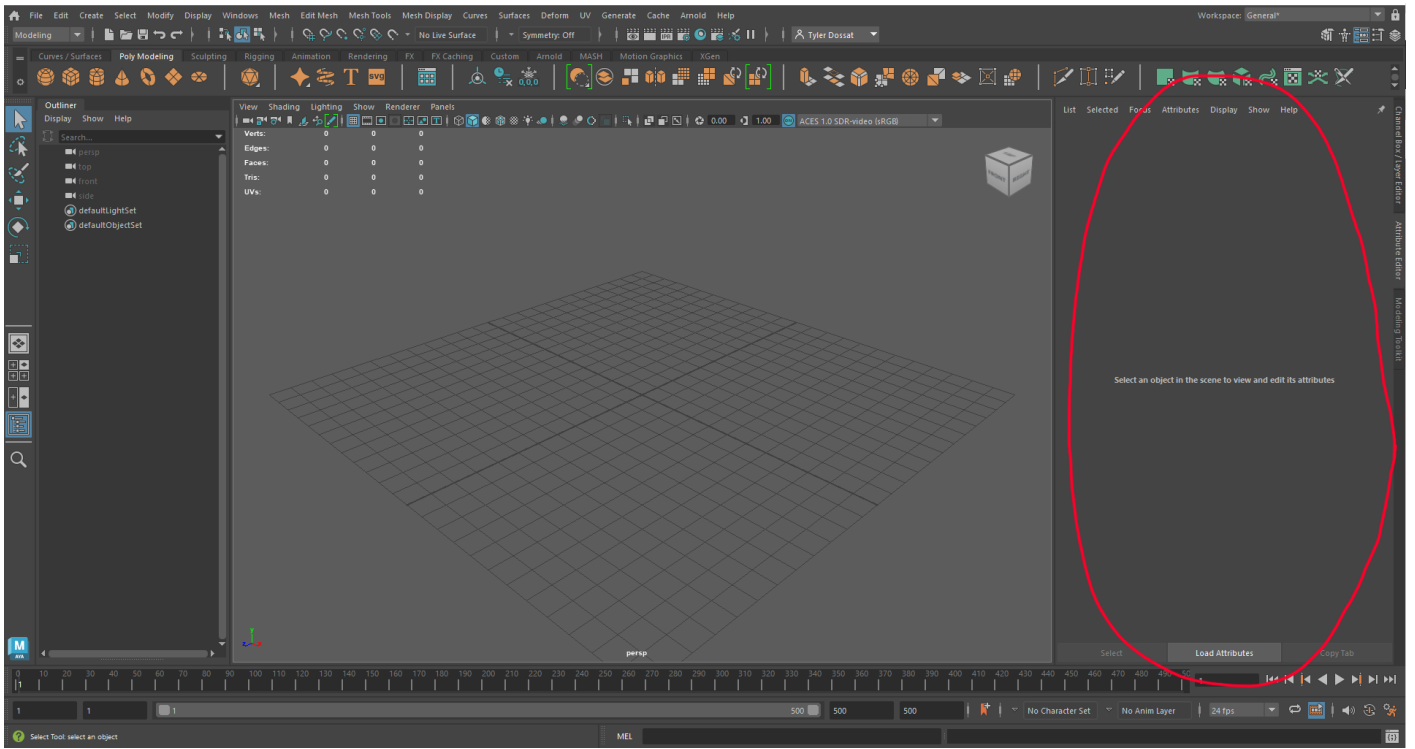 File Edit Create Select Modify Display Windows Mesh Edit Mesh Mesh Tools Mesh Display Curves Surfaces Deform UV Generate Cache Arnold Help Workspace: General*
Modeling No Live Surface Symmetry: Off Tyler Dossat
Curves / Surfaces Poly Modeling Sculpting Rigging Animation Rendering FX FX Caching Custom Arnold MASH Motion Graphics XGen
T SVG 0,0,0
Outliner
Display Show Help
Search...
persp
top
front
side
defaultLightSet
defaultObjectSet
View Shading Lighting Show Renderer Panels
0.00 1.00 ACES 1.0 SDR-video (sRGB)
Verts: 0 0 0
Edges: 0 0 0
Faces: 0 0 0
Tris: 0 0 0
UVs: 0 0 0
persp
List Selected Focus Attributes Display Show Help
Select an object in the scene to view and edit its attributes
Select Load Attributes Copy Tab
Channel Box / Layer Editor
Attribute Editor
Modeling Toolkit
M
AYA
0 10 20 30 40 50 60 70 80 90 100 110 120 130 140 150 160 170 180 190 200 210 220 230 240 250 260 270 280 290 300 310 320 330 340 350 360 370 380 390 400 410 420 430 440 450 460 470 480 490
1
1 1 1 500 500 500 No Character Set No Anim Layer 24 fps
Select Tool: select an object MEL